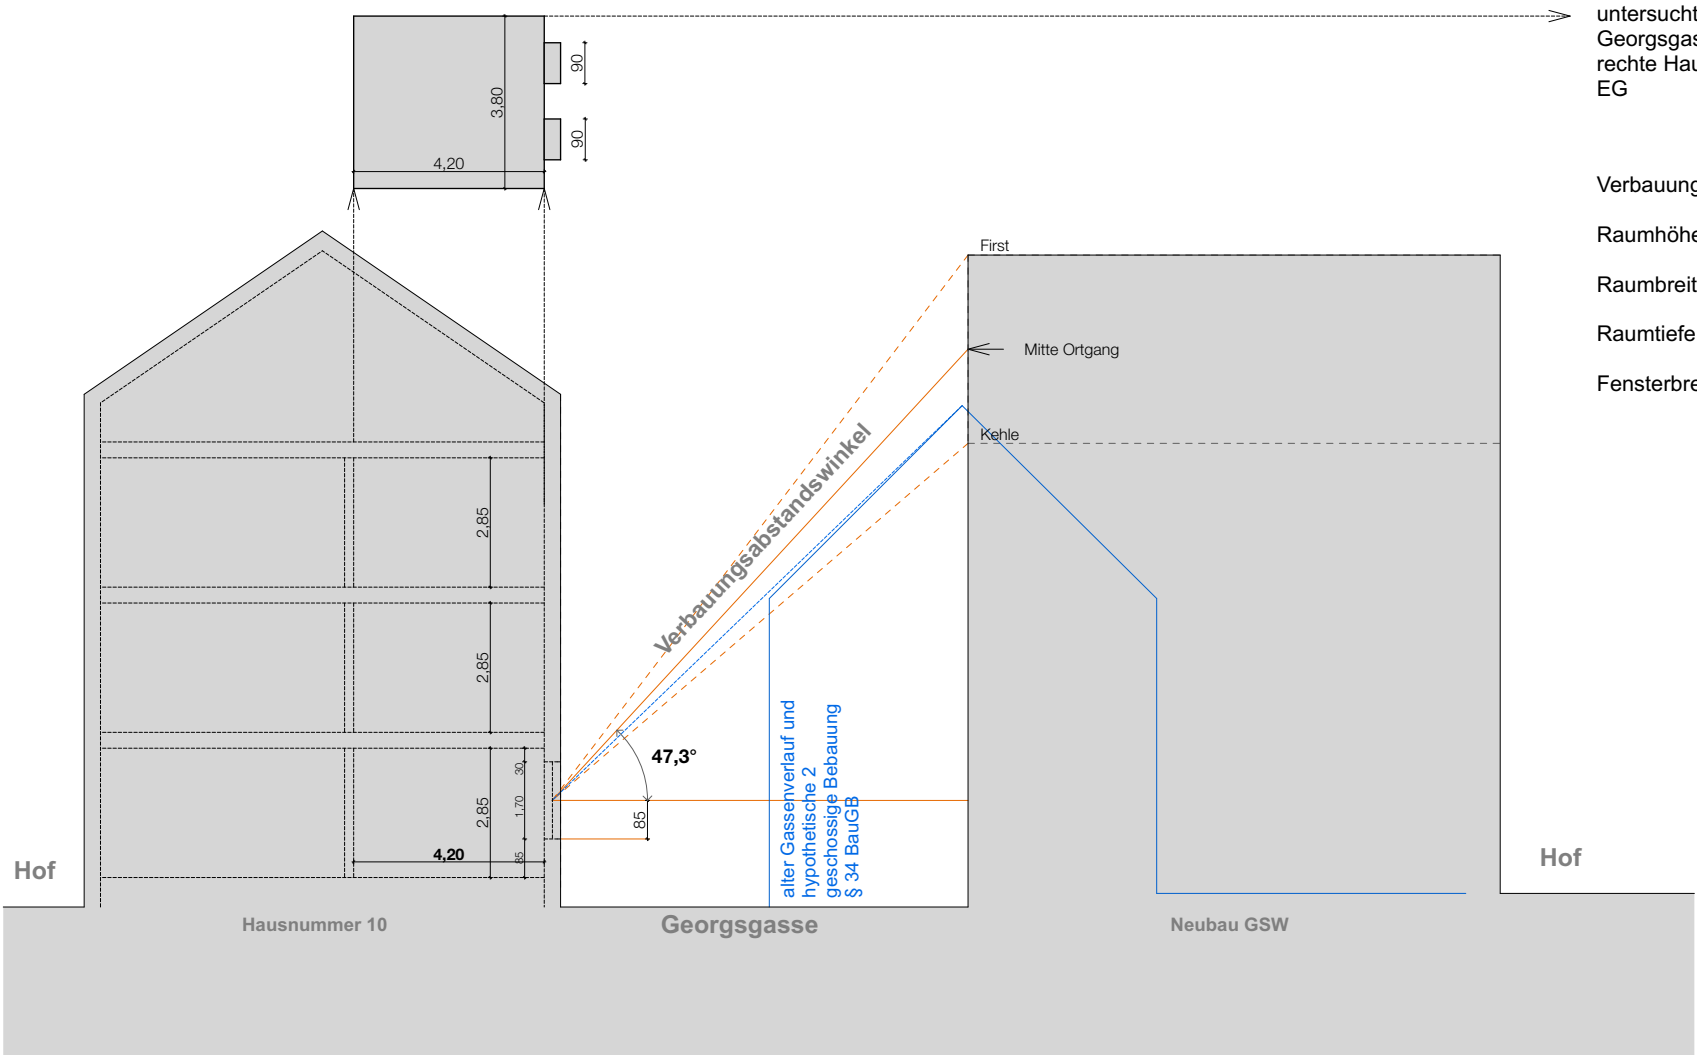 untersucht
Georgsgas
rechte Hau
EG
Verbauung
Raumhöhe
Raumbreit
Raumtiefe
Fensterbre
90
90
3,80
4,20
First
Mitte Ortgang
Kehle
Verbauungsabstandswinkel
2,85
2,85
2,85
30
1,70
85
4,20
47,3°
85
alter Gassenverlauf und
hypothetische 2
geschossige Bebauung
§ 34 BauGB
Hof
Hof
Hausnummer 10
Georgsgasse
Neubau GSW